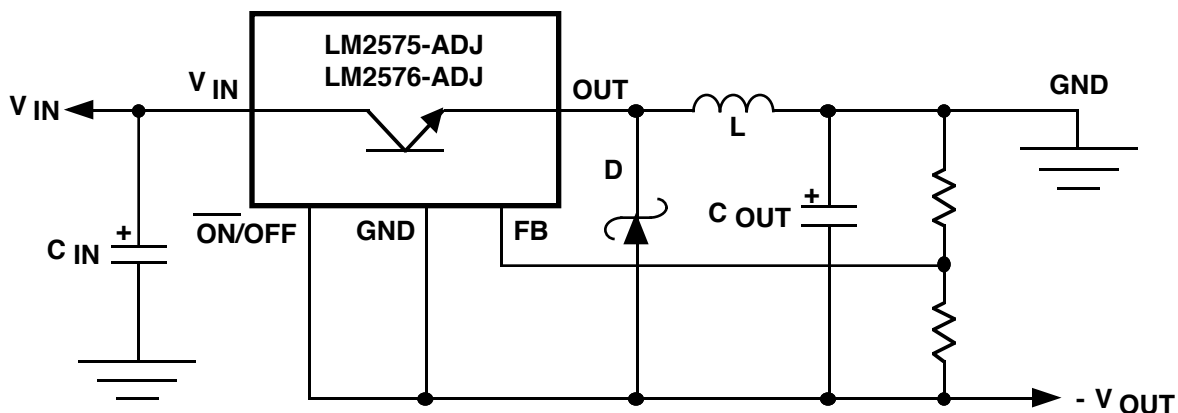 LM2575-ADJ
LM2576-ADJ
V IN
V IN
OUT
GND
L
D
+
C IN
ON/OFF
GND
FB
+
C OUT
- V OUT